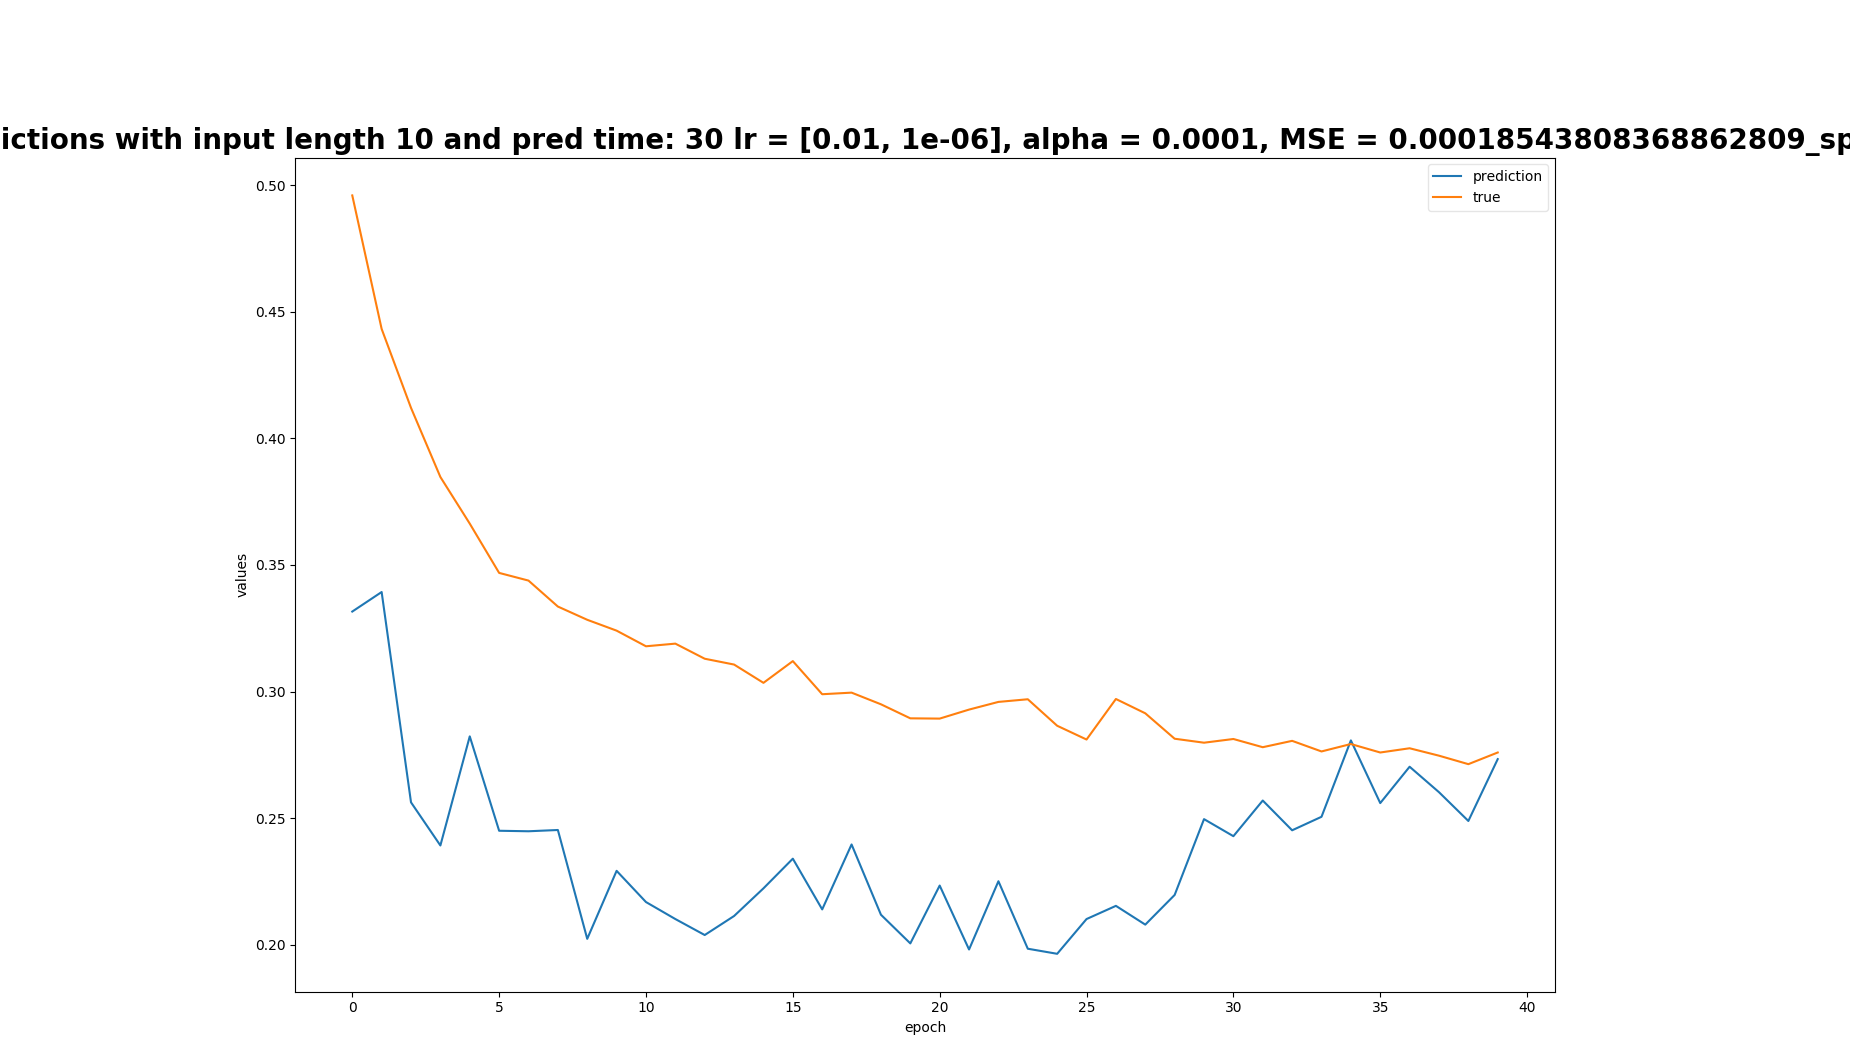 ictions with input length 10 and pred time: 30 lr = [0.01, 1e-06], alpha = 0.0001, MSE = 0.00018543808368862809_sp
prediction
true
0.50
0.45
0.40
0.35
0.30
0.25
0.20
values
0 5 10 15 20 25 30 35 40
epoch